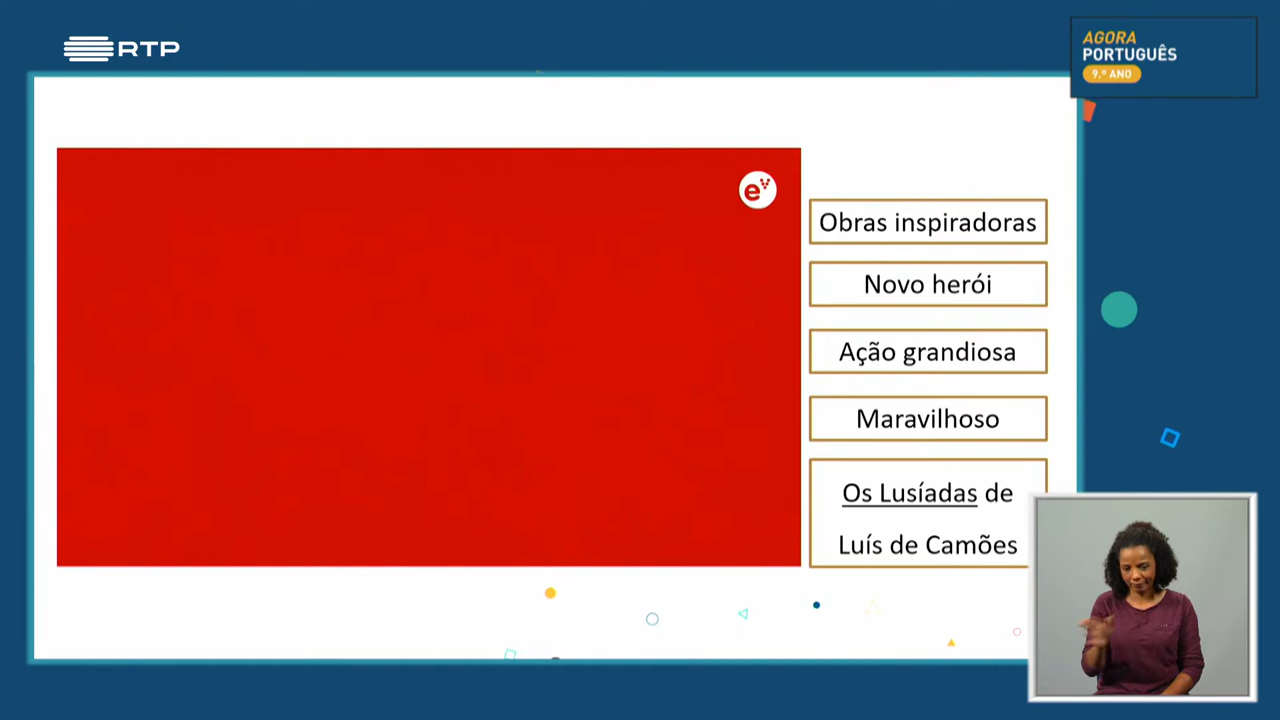 RTP
AGORA
PORTUGUÊS
9.º ANO
e
Obras inspiradoras
Novo herói
Ação grandiosa
Maravilhoso
Os Lusíadas de
Luís de Camões